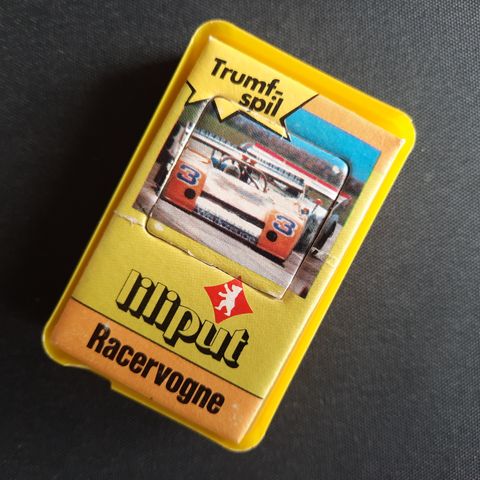 Trumf-
spil
3
3
liliput
Racervogne